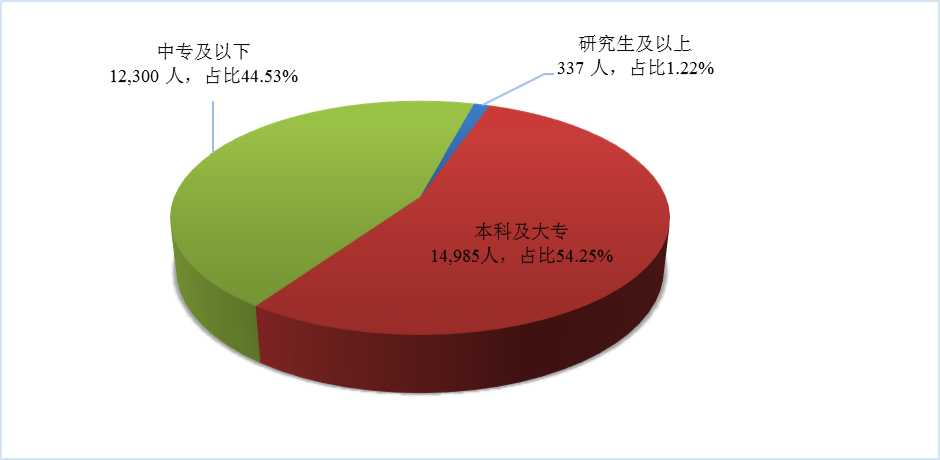 中专及以下
12,300 人，占比44.53%
研究生及以上
337 人，占比1.22%
本科及大专
14,985人，占比54.25%